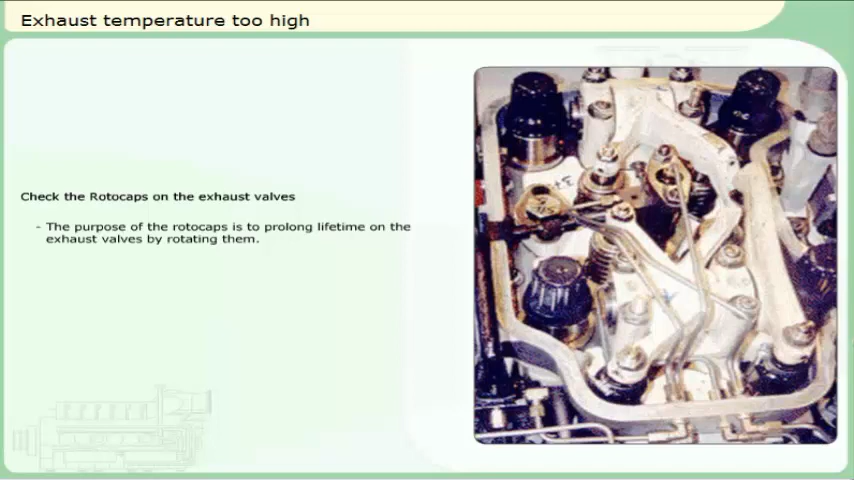 Exhaust temperature too high
Check the Rotocaps on the exhaust valves
- The purpose of the rotocaps is to prolong lifetime on the
exhaust valves by rotating them.